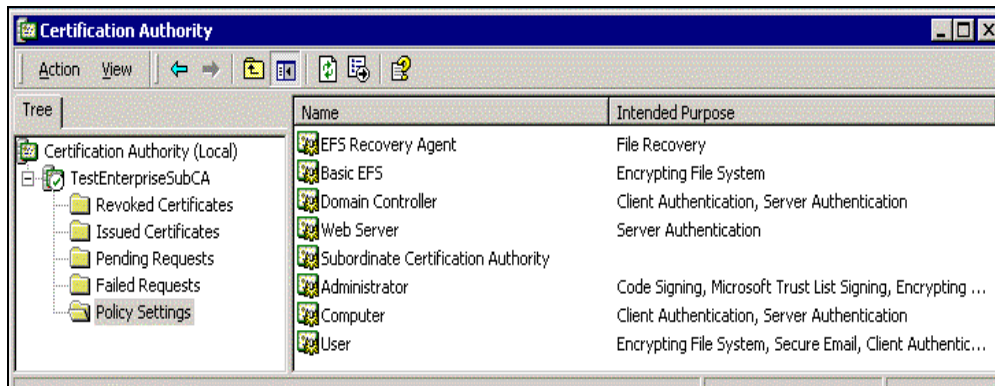 Certification Authority
Action View
Tree
Certification Authority (Local)
TestEnterpriseSubCA
Revoked Certificates
Issued Certificates
Pending Requests
Failed Requests
Policy Settings
Name Intended Purpose
EFS Recovery Agent File Recovery
Basic EFS Encrypting File System
Domain Controller Client Authentication, Server Authentication
Web Server Server Authentication
Subordinate Certification Authority
Administrator Code Signing, Microsoft Trust List Signing, Encrypting ...
Computer Client Authentication, Server Authentication
User Encrypting File System, Secure Email, Client Authentic...